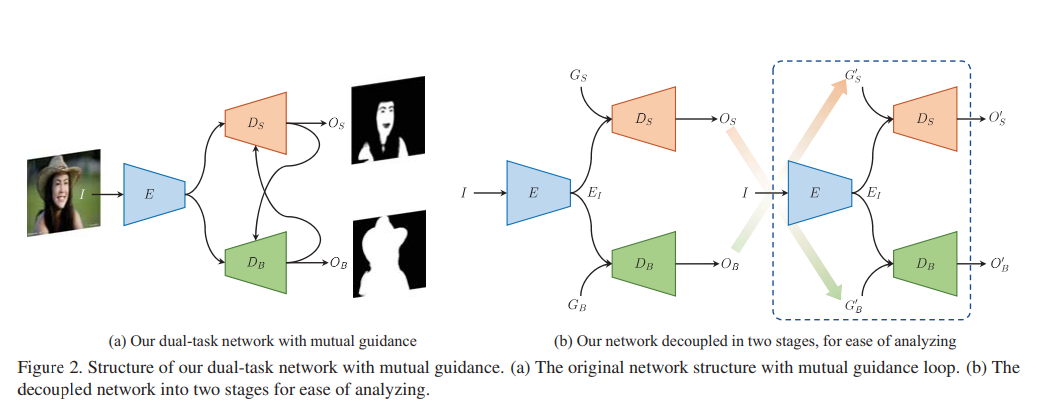 I
E
D_S
D_B
O_S
O_B
G_S
G_B
I
E
E_I
D_S
D_B
O_S
O_B
G'_S
G'_B
I
E
E_I
D_S
D_B
O'_S
O'_B
(a) Our dual-task network with mutual guidance
(b) Our network decoupled in two stages, for ease of analyzing
Figure 2. Structure of our dual-task network with mutual guidance. (a) The original network structure with mutual guidance loop. (b) The
decoupled network into two stages for ease of analyzing.